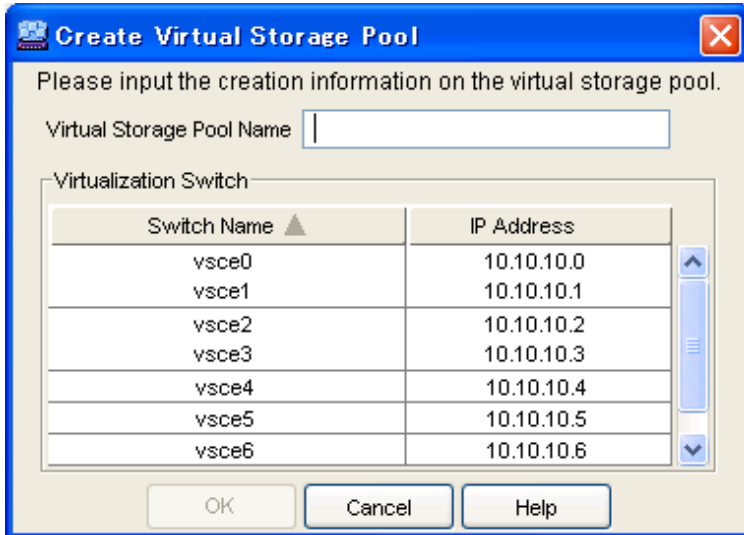 Create Virtual Storage Pool
Please input the creation information on the virtual storage pool.
Virtual Storage Pool Name
Virtualization Switch
Switch Name IP Address
vsce0 10.10.10.0
vsce1 10.10.10.1
vsce2 10.10.10.2
vsce3 10.10.10.3
vsce4 10.10.10.4
vsce5 10.10.10.5
vsce6 10.10.10.6
OK Cancel Help